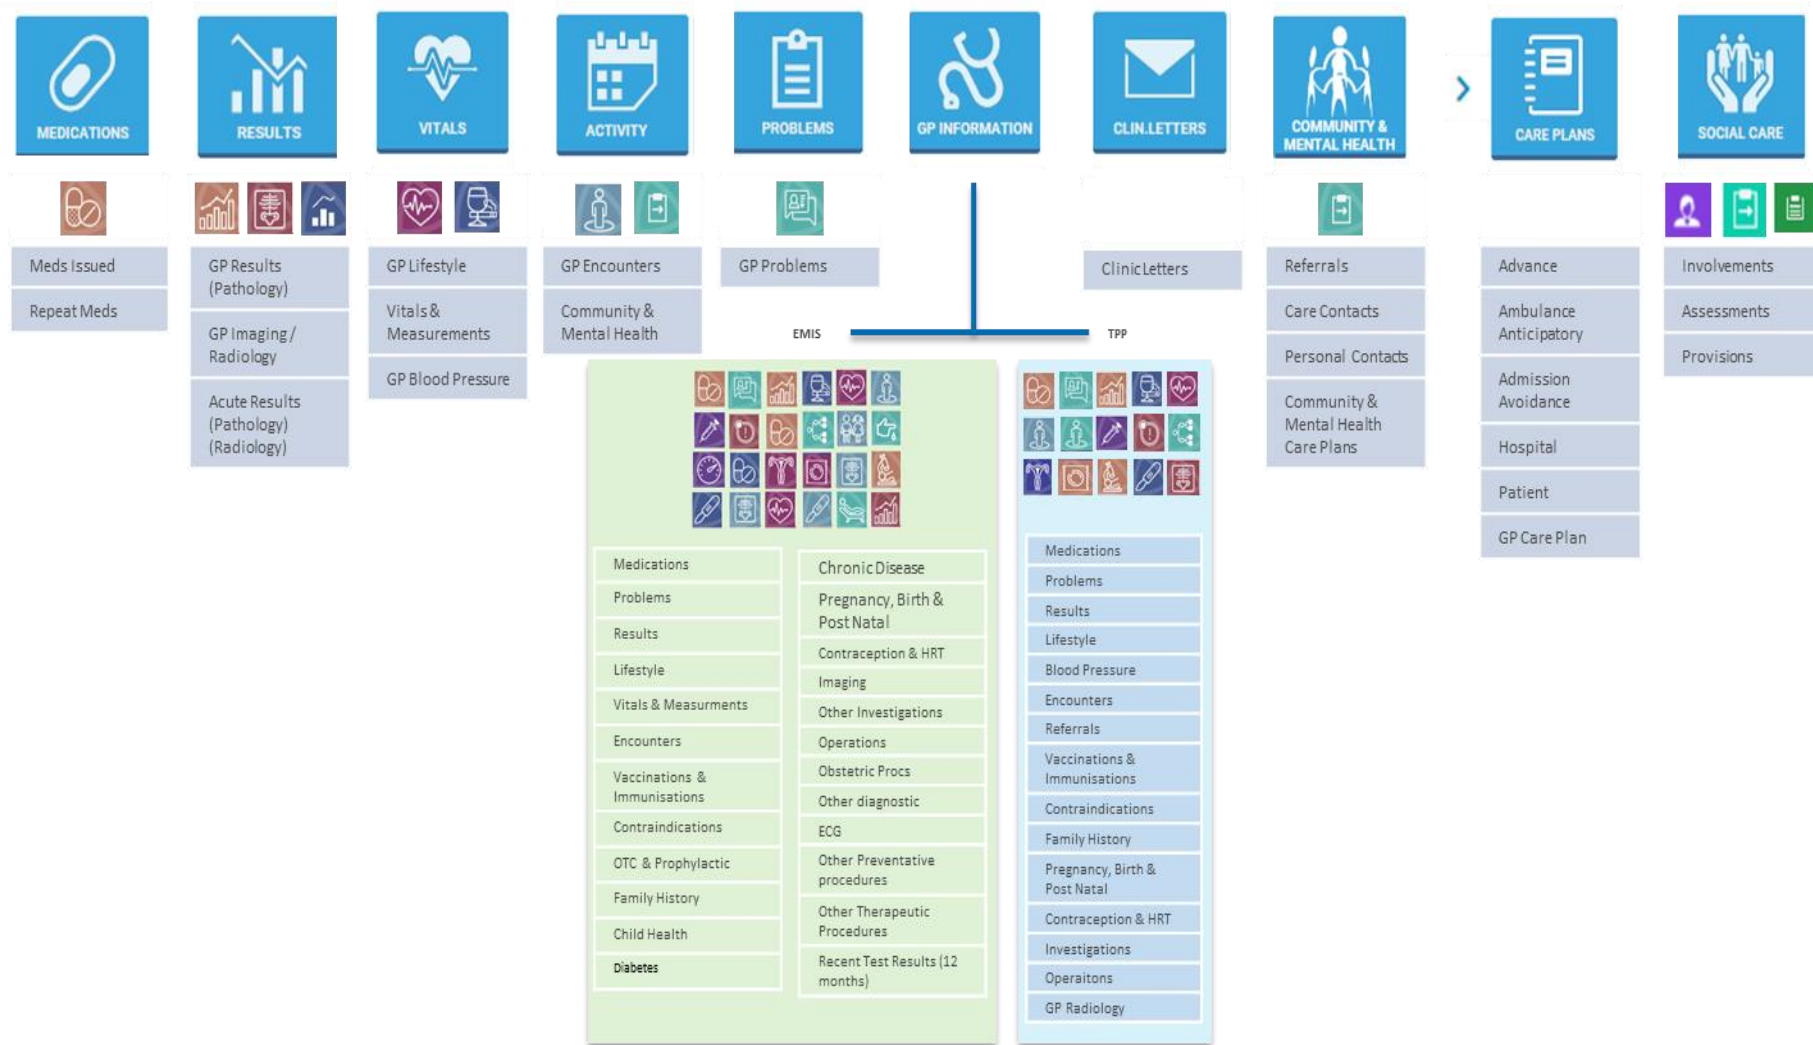 MEDICATIONS
RESULTS
VITALS
ACTIVITY
PROBLEMS
GP INFORMATION
CLIN.LETTERS
COMMUNITY &
MENTAL HEALTH
CARE PLANS
SOCIAL CARE
Meds Issued
Repeat Meds
GP Results
(Pathology)
GP Imaging /
Radiology
Acute Results
(Pathology)
(Radiology)
GP Lifestyle
Vitals &
Measurements
GP Blood Pressure
GP Encounters
Community &
Mental Health
GP Problems
Clinic Letters
Referrals
Care Contacts
Personal Contacts
Community &
Mental Health
Care Plans
Advance
Ambulance
Anticipatory
Admission
Avoidance
Hospital
Patient
GP Care Plan
Involvements
Assessments
Provisions
EMIS
TPP
Medications
Problems
Results
Lifestyle
Vitals & Measurments
Encounters
Vaccinations &
Immunisations
Contraindications
OTC & Prophylactic
Family History
Child Health
Diabetes
Chronic Disease
Pregnancy, Birth &
Post Natal
Contraception & HRT
Imaging
Other Investigations
Operations
Obstetric Procs
Other diagnostic
ECG
Other Preventative
procedures
Other Therapeutic
Procedures
Recent Test Results (12
months)
Medications
Problems
Results
Lifestyle
Blood Pressure
Encounters
Referrals
Vaccinations &
Immunisations
Contraindications
Family History
Pregnancy, Birth &
Post Natal
Contraception & HRT
Investigations
Operaitons
GP Radiology